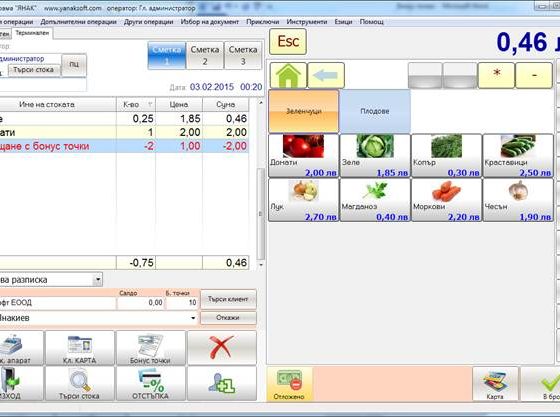 ама "ЯНАК" www.yanaksoft.com оператор: Гл. администратор
операции Допълнителни операции Други операции Избор на документ Приключи Инструменти Езици Помощ
Терминален
администратор
Търси стока
ПЦ
Сметка 1
Сметка 2
Сметка 3
Дата: 03.02.2015 00:20
Esc
0,46 л
* -
Име на стоката К-во Цена Сума
е 0,25 1,85 0,46
ати 1 2,00 2,00
щане с бонус точки -2 1,00 -2,00
-0,75 0,46
Зеленчуци
Плодове
Домати 2,00 лв
Зеле 1,85 лв
Копър 0,30 лв
Краставици 2,50 лв
Лук 2,70 лв
Магданоз 0,40 лв
Моркови 2,20 лв
Чесън 1,90 лв
ва разписка
Салдо Б. точки
фт ЕООД 0,00 10
Търси клиент
Янакиев
Откажи
к. апарат
Кл. КАРТА
Бонус точки
ИЗХОД
Търси стока
ОТСТЪПКА
Отложено
Карта
В бро